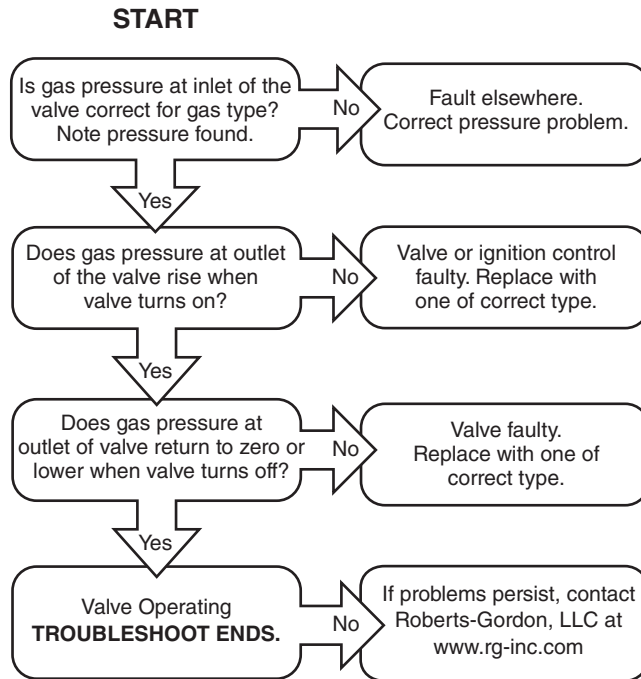 START
Is gas pressure at inlet of the
valve correct for gas type?
Note pressure found.
No
Fault elsewhere.
Correct pressure problem.
Yes
Does gas pressure at outlet
of the valve rise when
valve turns on?
No
Valve or ignition control
faulty. Replace with
one of correct type.
Yes
Does gas pressure at
outlet of valve return to zero or
lower when valve turns off?
No
Valve faulty.
Replace with one of
correct type.
Yes
Valve Operating
TROUBLESHOOT ENDS.
No
If problems persist, contact
Roberts-Gordon, LLC at
www.rg-inc.com